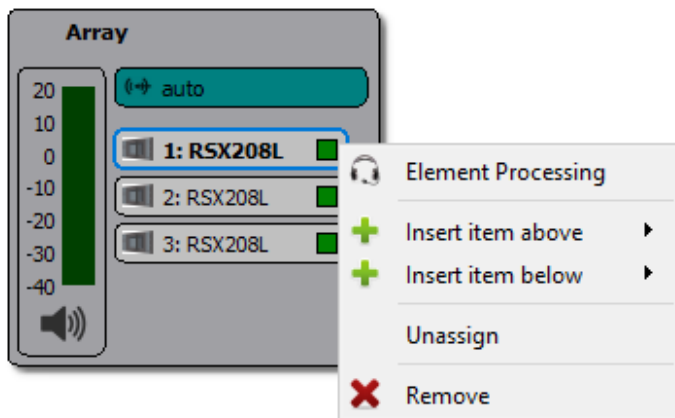 Array
20
10
0
-10
-20
-30
-40
auto
1: RSX208L
2: RSX208L
3: RSX208L
Element Processing
Insert item above
Insert item below
Unassign
Remove